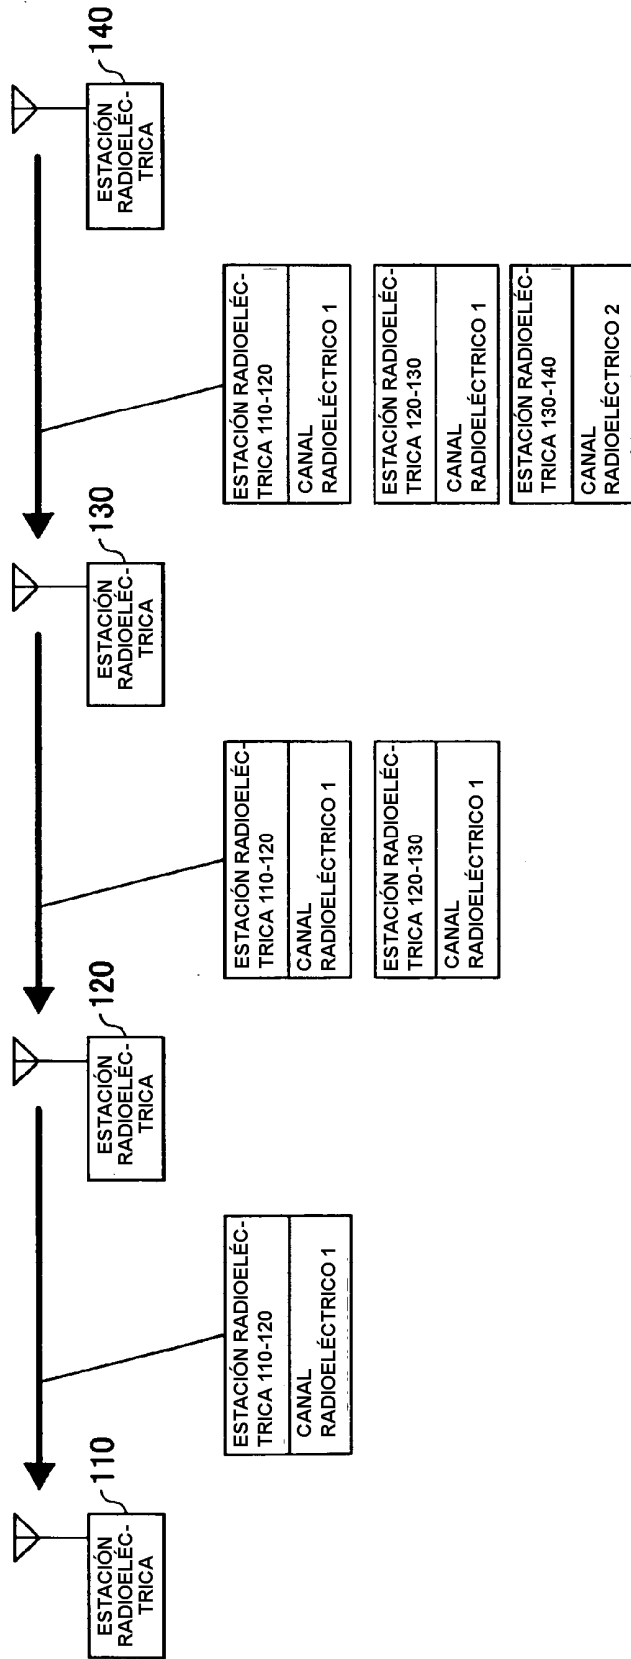 110
ESTACIÓN
RADIOELÉC-
TRICA
120
ESTACIÓN
RADIOELÉC-
TRICA
130
ESTACIÓN
RADIOELÉC-
TRICA
140
ESTACIÓN
RADIOELÉC-
TRICA
ESTACIÓN RADIOELÉC-
TRICA 110-120
CANAL
RADIOELÉCTRICO 1
ESTACIÓN RADIOELÉC-
TRICA 110-120
CANAL
RADIOELÉCTRICO 1
ESTACIÓN RADIOELÉC-
TRICA 120-130
CANAL
RADIOELÉCTRICO 1
ESTACIÓN RADIOELÉC-
TRICA 110-120
CANAL
RADIOELÉCTRICO 1
ESTACIÓN RADIOELÉC-
TRICA 120-130
CANAL
RADIOELÉCTRICO 1
ESTACIÓN RADIOELÉC-
TRICA 130-140
CANAL
RADIOELÉCTRICO 2